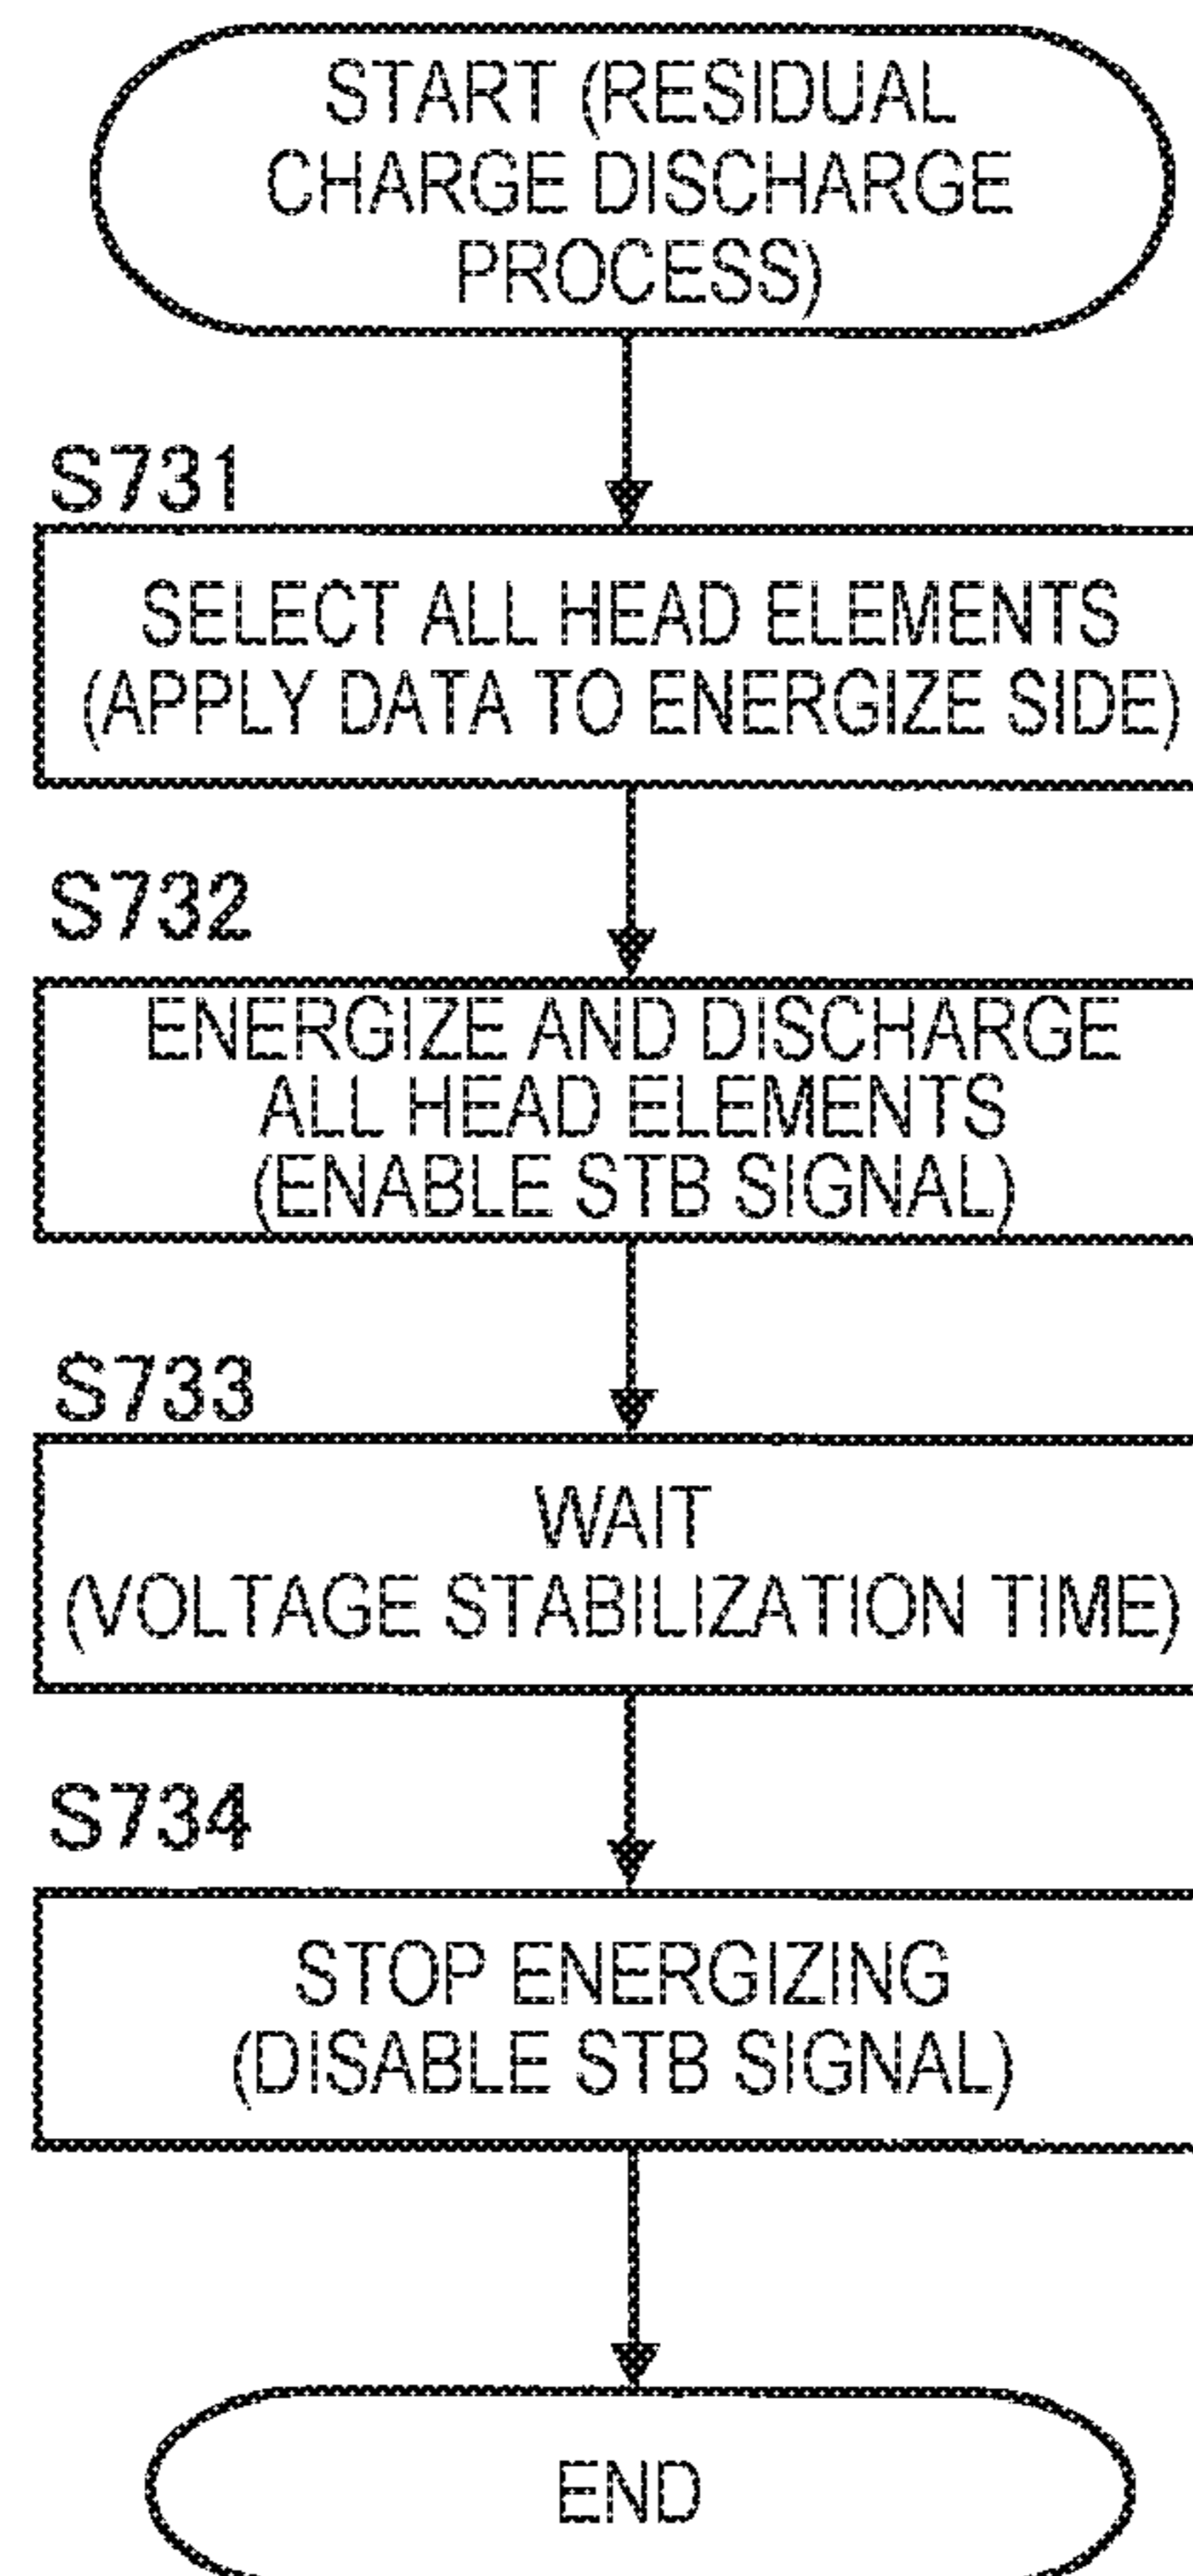 START (RESIDUAL
CHARGE DISCHARGE
PROCESS)
S731
SELECT ALL HEAD ELEMENTS
(APPLY DATA TO ENERGIZE SIDE)
S732
ENERGIZE AND DISCHARGE
ALL HEAD ELEMENTS
(ENABLE STB SIGNAL)
S733
WAIT
(VOLTAGE STABILIZATION TIME)
S734
STOP ENERGIZING
(DISABLE STB SIGNAL)
END